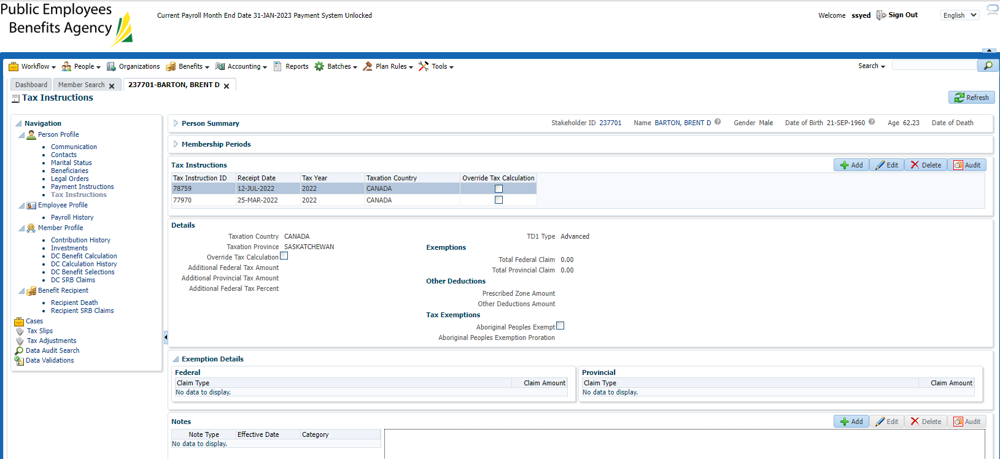 Public Employees
Benefits Agency
Current Payroll Month End Date 31-JAN-2023 Payment System Unlocked
Welcome ssyed Sign Out English
Workflow People Organizations Benefits Accounting Reports Batches Plan Rules Tools Search
Dashboard Member Search 237701-BARTON, BRENT D
Tax Instructions
Refresh
Navigation
Person Profile
Communication
Contacts
Marital Status
Beneficiaries
Legal Orders
Payment Instructions
Tax Instructions
Employee Profile
Payroll History
Member Profile
Contribution History
Investments
DC Benefit Calculation
DC Calculation History
DC Benefit Selections
DC SRB Claims
Benefit Recipient
Recipient Death
Recipient SRB Claims
Cases
Tax Slips
Tax Adjustments
Data Audit Search
Data Validations
Person Summary Stakeholder ID 237701 Name BARTON, BRENT D Gender Male Date of Birth 21-SEP-1960 Age 62.23 Date of Death
Membership Periods
Tax Instructions Add Edit Delete Audit
Tax Instruction ID Receipt Date Tax Year Taxation Country Override Tax Calculation
78759 12-JUL-2022 2022 CANADA
77970 25-MAR-2022 2022 CANADA
Details
Taxation Country CANADA
Taxation Province SASKATCHEWAN
Override Tax Calculation
Additional Federal Tax Amount
Additional Provincial Tax Amount
Additional Federal Tax Percent
TD1 Type Advanced
Exemptions
Total Federal Claim 0.00
Total Provincial Claim 0.00
Other Deductions
Prescribed Zone Amount
Other Deductions Amount
Tax Exemptions
Aboriginal Peoples Exempt
Aboriginal Peoples Exemption Proration
Exemption Details
Federal
Claim Type Claim Amount
No data to display.
Provincial
Claim Type Claim Amount
No data to display.
Notes Add Edit Delete Audit
Note Type Effective Date Category
No data to display.